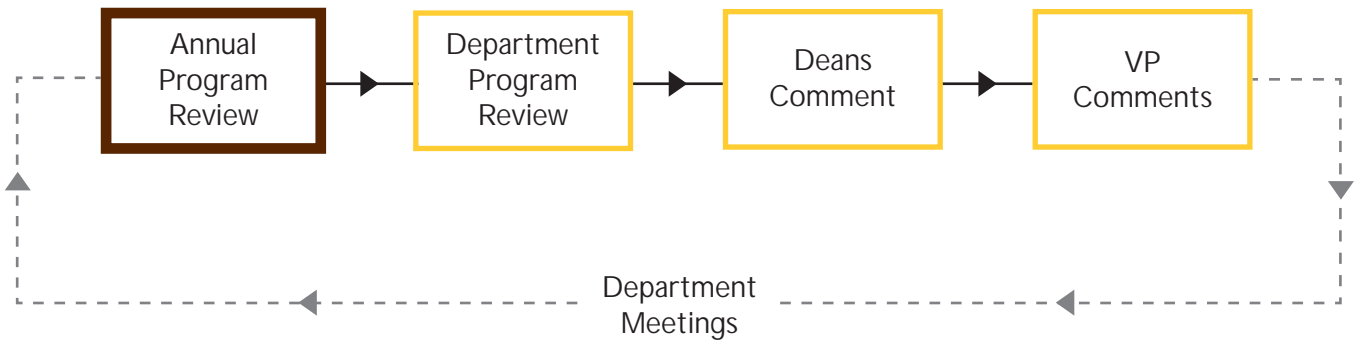 Annual
Program
Review
Department
Program
Review
Deans
Comment
VP
Comments
Department
Meetings